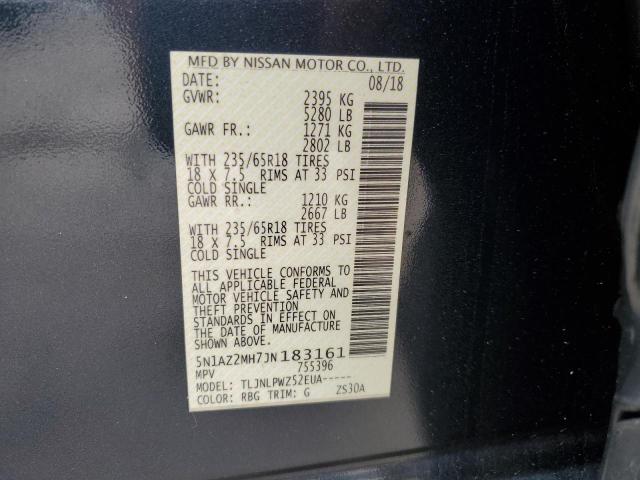 MFD BY NISSAN MOTOR CO., LTD.
DATE: 08/18
GVWR: 2395 KG
5280 LB
GAWR FR.: 1271 KG
2802 LB
WITH 235/65R18 TIRES
18 X 7.5 RIMS AT 33 PSI
COLD SINGLE
GAWR RR.: 1210 KG
2667 LB
WITH 235/65R18 TIRES
18 X 7.5 RIMS AT 33 PSI
COLD SINGLE
THIS VEHICLE CONFORMS TO
ALL APPLICABLE FEDERAL
MOTOR VEHICLE SAFETY AND
THEFT PREVENTION
STANDARDS IN EFFECT ON
THE DATE OF MANUFACTURE
SHOWN ABOVE.
5N1AZ2MH7JN183161
MPV 755396
MODEL: TLJNLPWZ52EUA-----
COLOR: RBG TRIM: G ZS30A